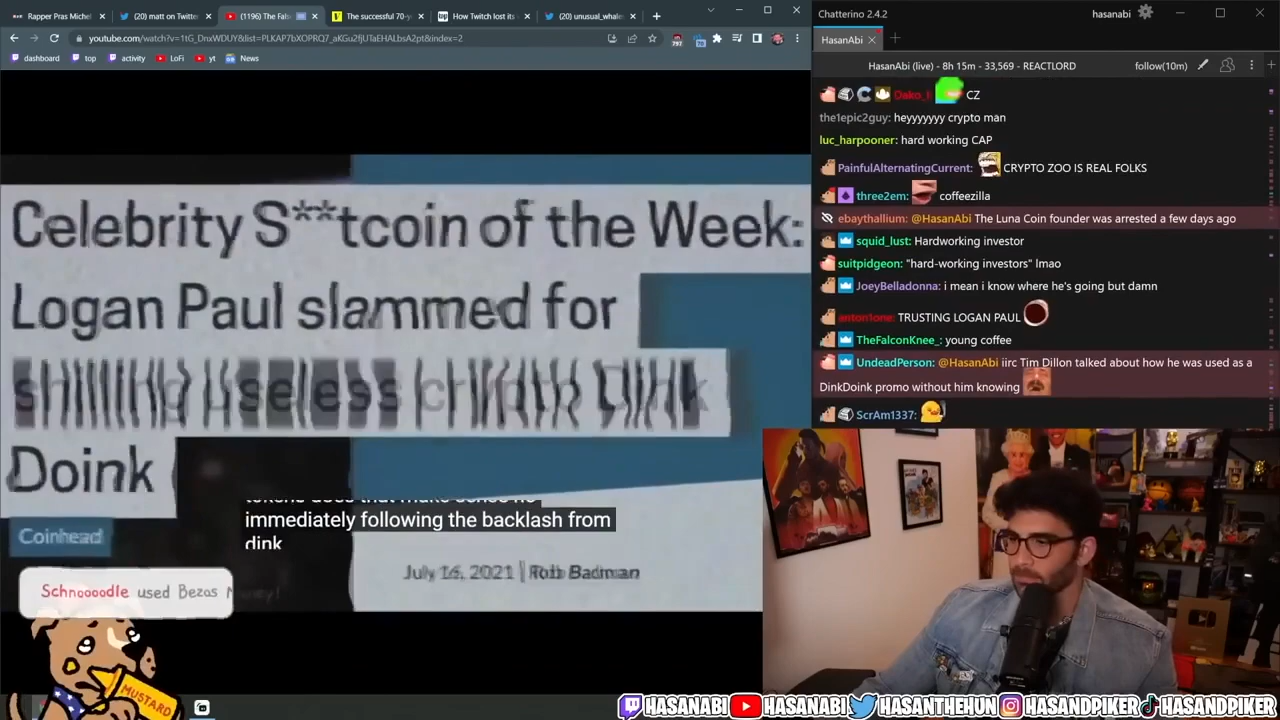 Rapper Pras Michel
(20) matt on Twitter
(1196) The Fals
The successful 70-y
How Twitch lost its
(20) unusual_whale
youtube.com/watch?v=1tG_DnxWDUY&list=PLKAP7bXOPRQ7_aKGu2fjUTaEHALbsA2pt&index=2
dashboard top activity LoFi yt News
Celebrity S**tcoin of the Week:
Logan Paul slammed for
shilling useless crypto Dink
Doink
Coinhead
immediately following the backlash from
dink
July 16, 2021 | Rob Badman
Schnoooodle used Bezos
MUSTARD
Chatterino 2.4.2
hasanabi
HasanAbi
HasanAbi (live) - 8h 15m - 33,569 - REACTLORD
follow(10m)
CZ
the1epic2guy: heyyyyyy crypto man
luc_harpooner: hard working CAP
PainfulAlternatingCurrent: CRYPTO ZOO IS REAL FOLKS
three2em: coffeezilla
ebaythallium: @HasanAbi The Luna Coin founder was arrested a few days ago
squid_lust: Hardworking investor
suitpidgeon: "hard-working investors" lmao
JoeyBelladonna: i mean i know where he's going but damn
TRUSTING LOGAN PAUL
TheFalconKnee_: young coffee
UndeadPerson: @HasanAbi iirc Tim Dillon talked about how he was used as a
DinkDoink promo without him knowing
ScrAm1337:
HASANABI HASANABI HASANTHEHUN HASANDPIKER HASANDPIKER